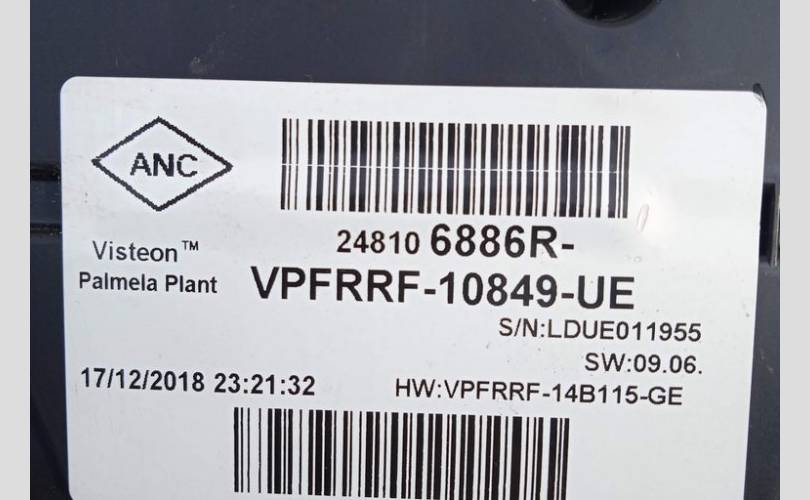 ANC
24810 6886R-
Visteon™
Palmela Plant
VPFRRF-10849-UE
S/N:LDUE011955
SW:09.06.
17/12/2018 23:21:32
HW:VPFRRF-14B115-GE